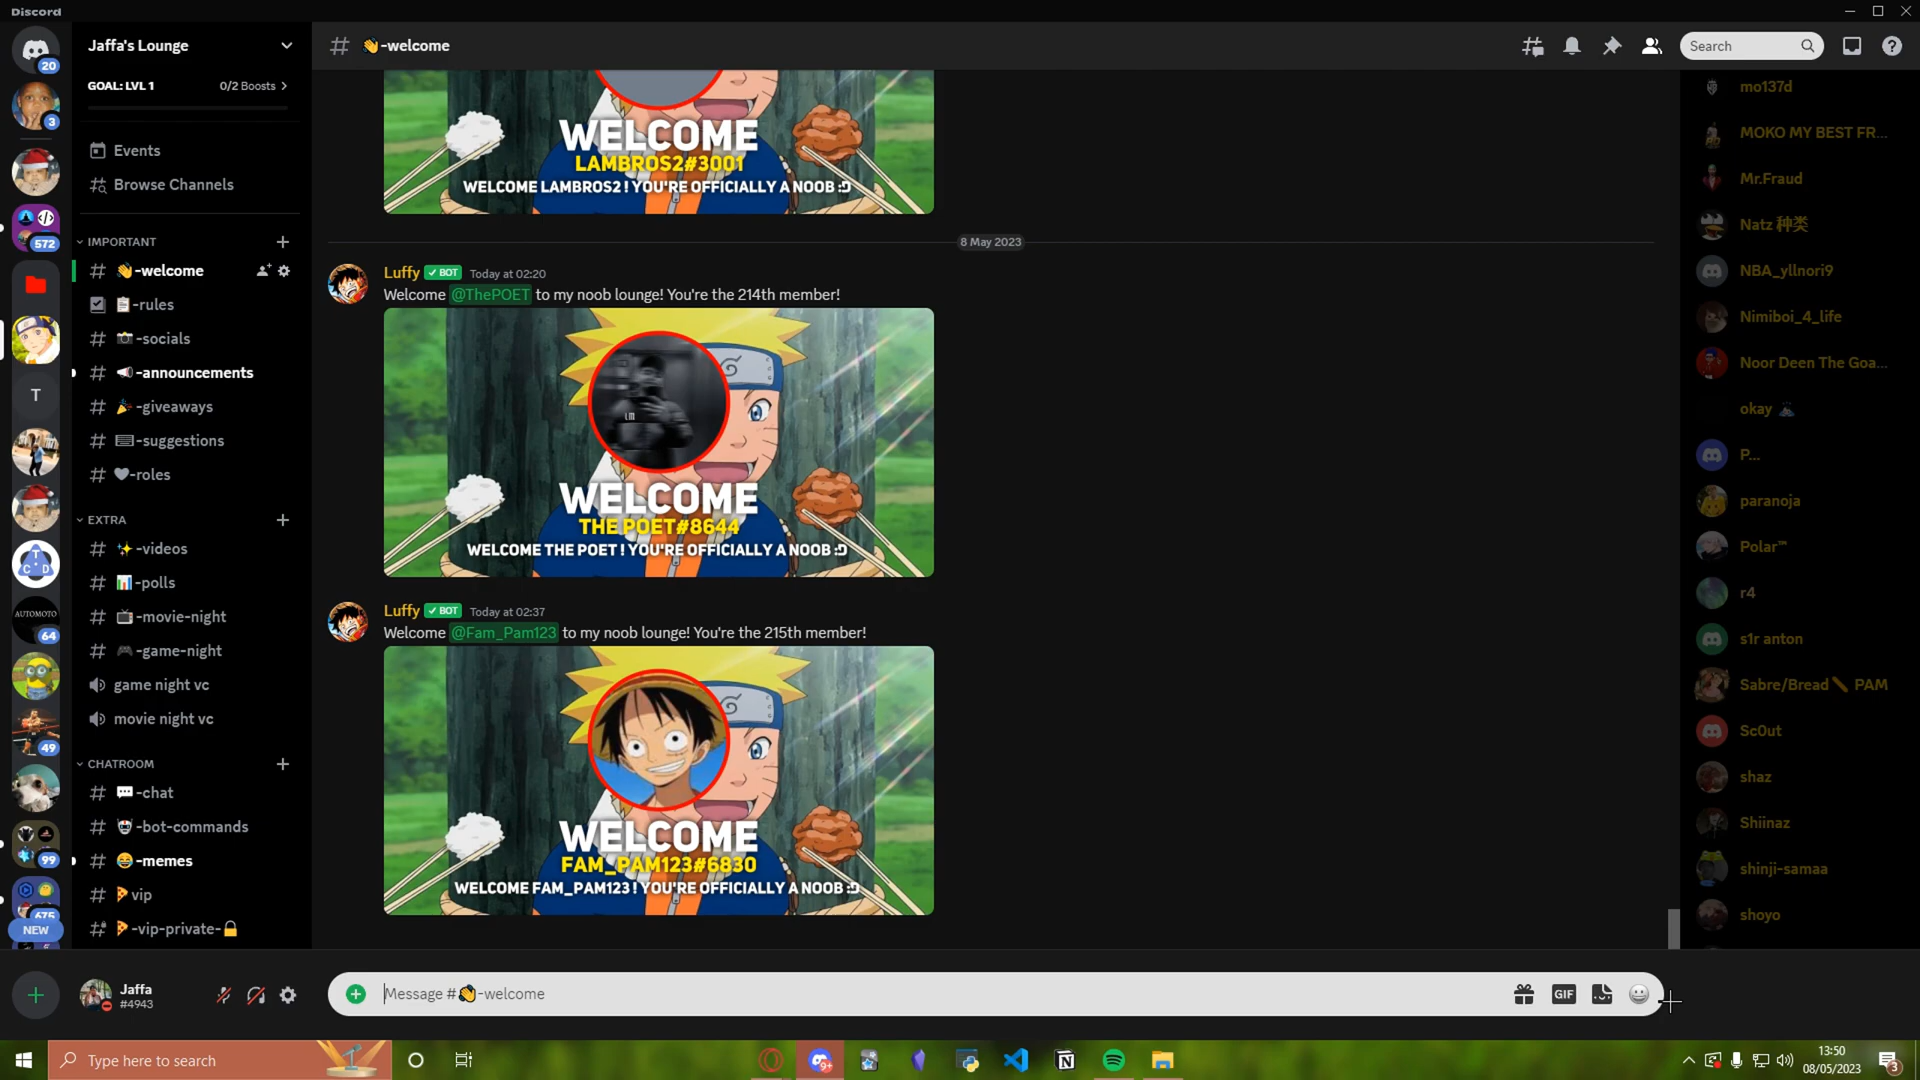 Discord
Jaffa's Lounge
#👋-welcome
Search
GOAL: LVL 1
0/2 Boosts
Events
Browse Channels
IMPORTANT
👋-welcome
📋-rules
📷-socials
📢-announcements
🎉-giveaways
-suggestions
🖤-roles
EXTRA
✨-videos
📊-polls
📺-movie-night
🎮-game-night
game night vc
movie night vc
CHATROOM
💬-chat
🤖-bot-commands
😂-memes
🍕vip
🍕-vip-private-🔒
20
3
572
T
T
C D
AUTOMOTO
64
49
99
675
NEW
WELCOME
LAMBROS2#3001
WELCOME LAMBROS2 ! YOU'RE OFFICIALLY A NOOB :D
8 May 2023
Luffy ✓ BOT Today at 02:20
Welcome @ThePOET to my noob lounge! You're the 214th member!
WELCOME
THE POET#8644
WELCOME THE POET ! YOU'RE OFFICIALLY A NOOB :D
Luffy ✓ BOT Today at 02:37
Welcome @Fam_Pam123 to my noob lounge! You're the 215th member!
WELCOME
FAM_PAM123#6830
WELCOME FAM_PAM123 ! YOU'RE OFFICIALLY A NOOB :D
mo137d
MOKO MY BEST FR...
Mr.Fraud
Natz 种类
NBA_yllnori9
Nimiboi_4_life
Noor Deen The Goa...
okay
P...
paranoja
Polar™
r4
s1r anton
Sabre/Bread🥖 PAM
Sc0ut
shaz
Shiinaz
shinji-samaa
shoyo
Jaffa
#4943
Message #👋-welcome
GIF
Type here to search
9+
13:50
08/05/2023
3